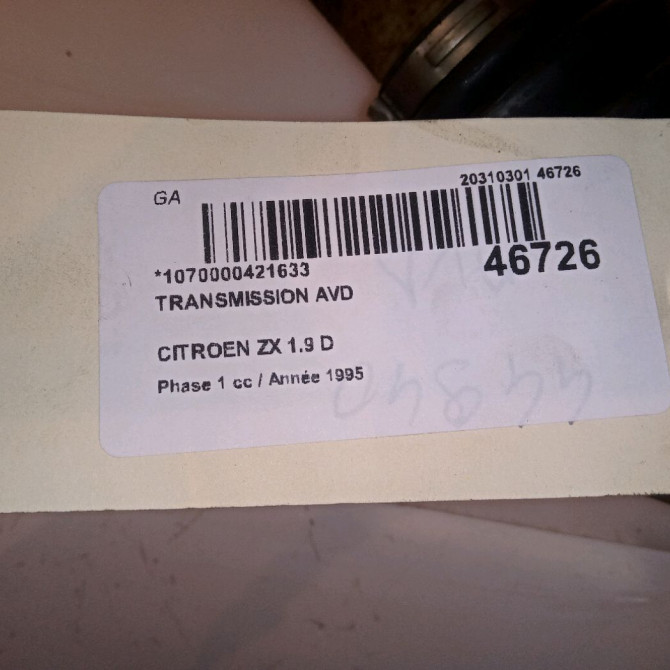 GA
20310301 46726
*1070000421633
46726
TRANSMISSION AVD
CITROEN ZX 1.9 D
Phase 1 cc / Année 1995